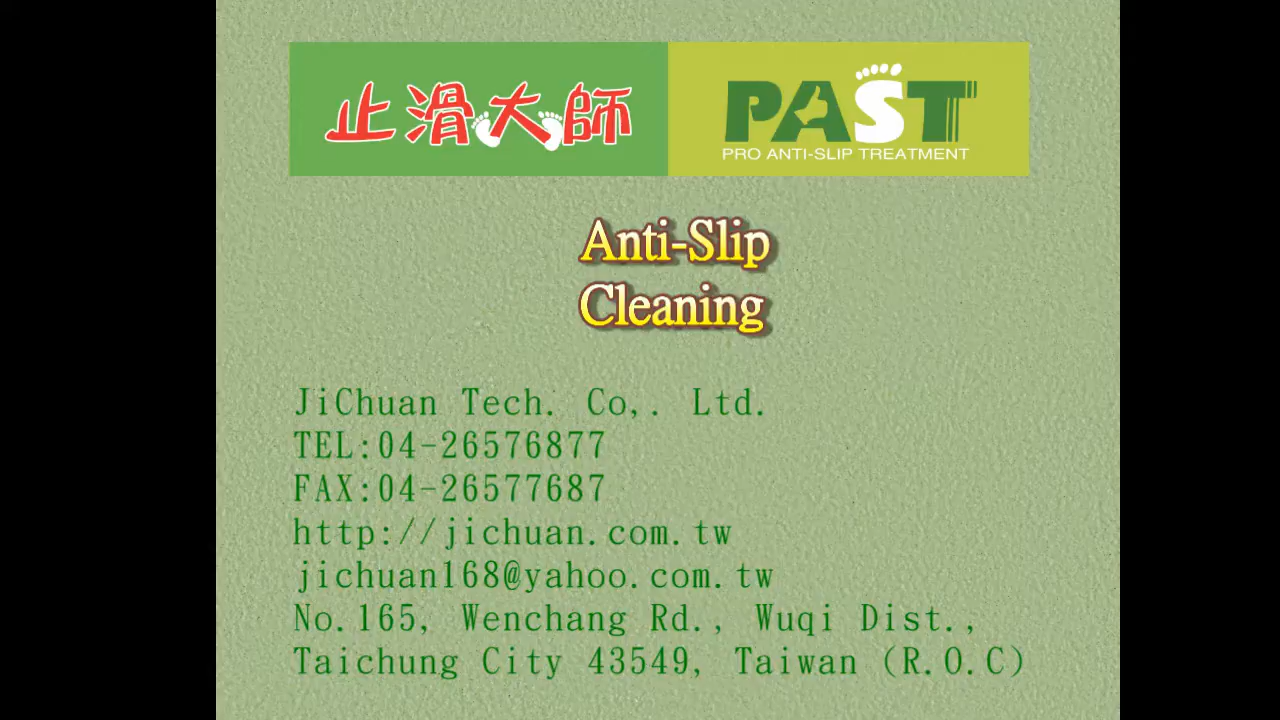 止滑大師
PAST
PRO ANTI-SLIP TREATMENT
Anti-Slip
Cleaning
JiChuan Tech. Co,. Ltd.
TEL:04-26576877
FAX:04-26577687
http://jichuan.com.tw
jichuan168@yahoo.com.tw
No.165, Wenchang Rd., Wuqi Dist.,
Taichung City 43549, Taiwan (R.O.C)